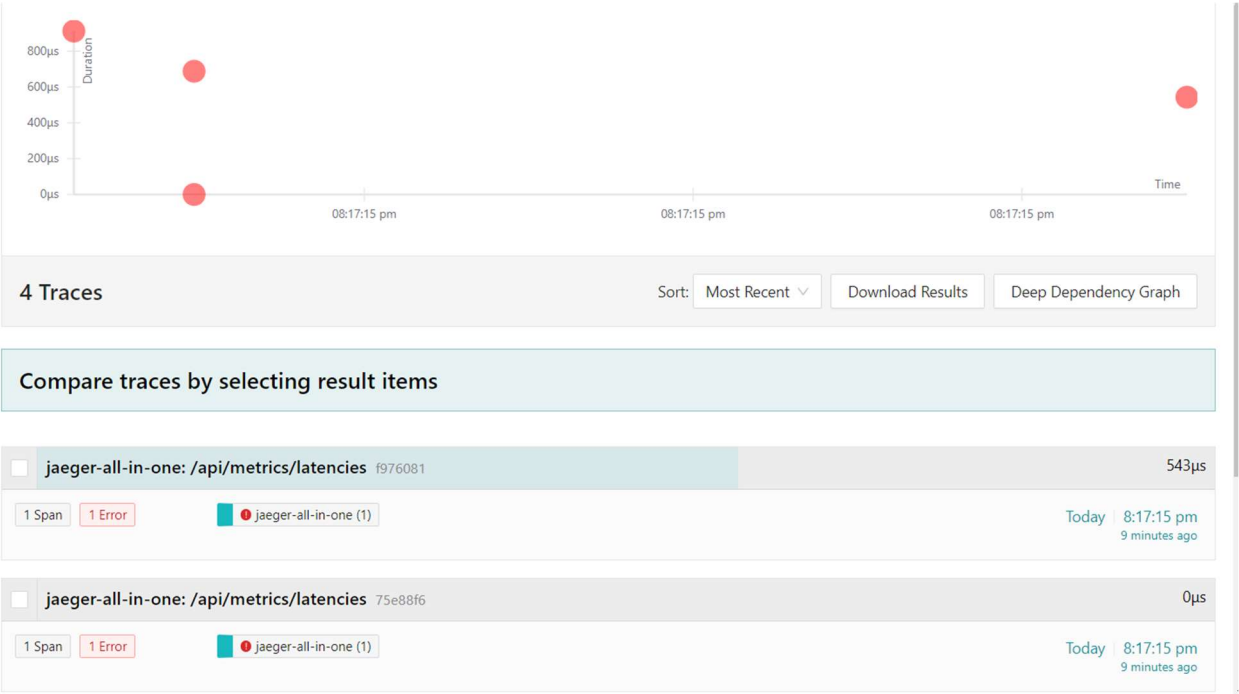 800µs
Duration
600µs
400µs
200µs
0µs
Time
08:17:15 pm 08:17:15 pm 08:17:15 pm
4 Traces Sort: Most Recent Download Results Deep Dependency Graph
Compare traces by selecting result items
jaeger-all-in-one: /api/metrics/latencies f976081 543µs
1 Span 1 Error jaeger-all-in-one (1) Today 8:17:15 pm
9 minutes ago
jaeger-all-in-one: /api/metrics/latencies 75e88f6 0µs
1 Span 1 Error jaeger-all-in-one (1) Today 8:17:15 pm
9 minutes ago